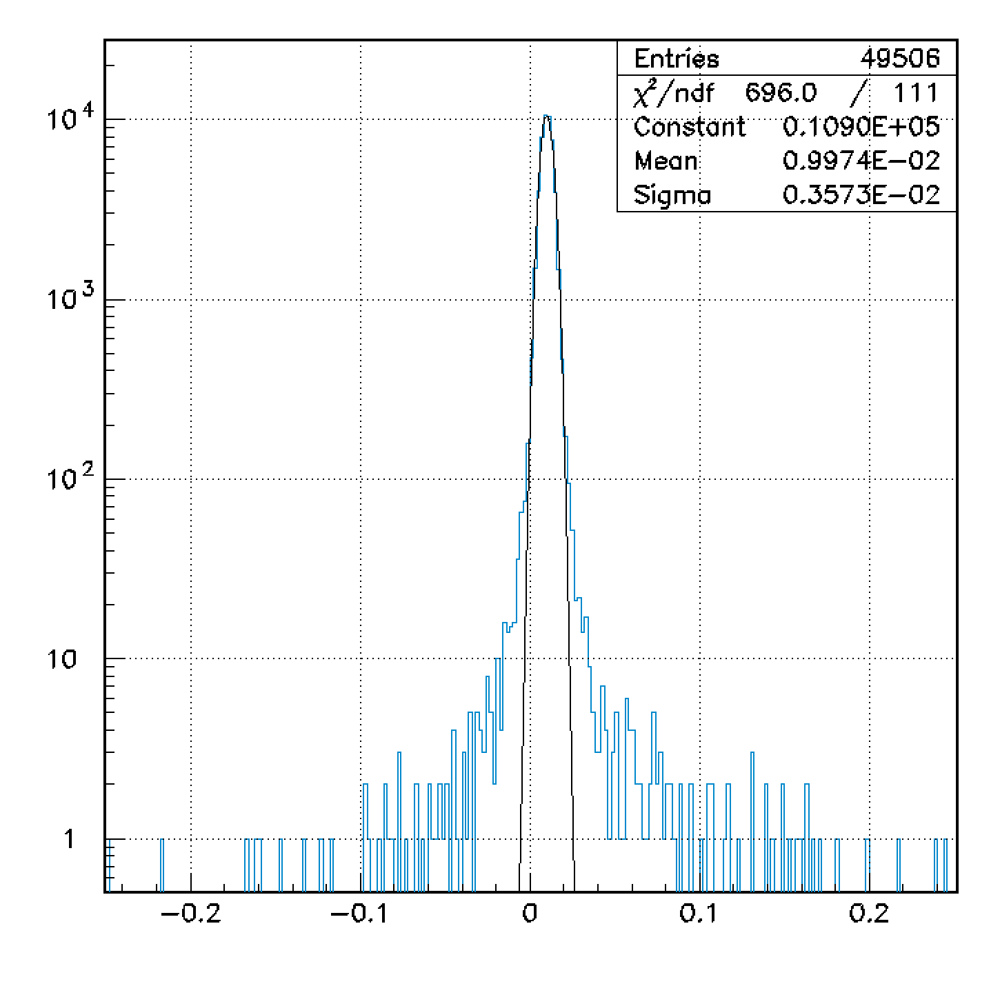 Entries 49506
χ²/ndf 696.0 / 111
Constant 0.1090E+05
Mean 0.9974E−02
Sigma 0.3573E−02
10⁴
10³
10²
10
1
−0.2 −0.1 0 0.1 0.2